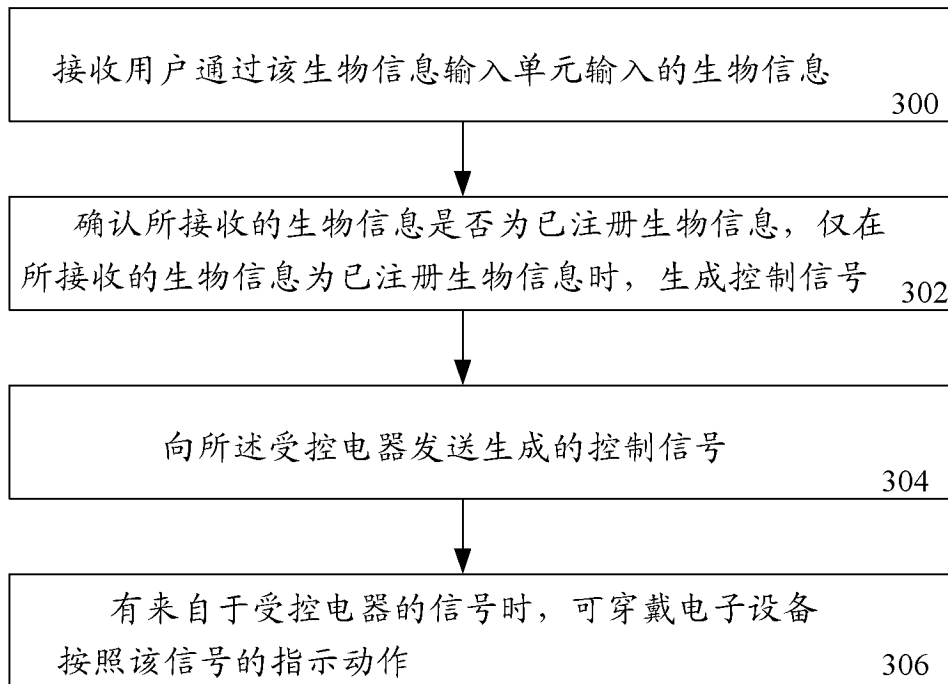 接收用户通过该生物信息输入单元输入的生物信息
300
确认所接收的生物信息是否为已注册生物信息，仅在
所接收的生物信息为已注册生物信息时，生成控制信号
302
向所述受控电器发送生成的控制信号
304
有来自于受控电器的信号时，可穿戴电子设备
按照该信号的指示动作
306